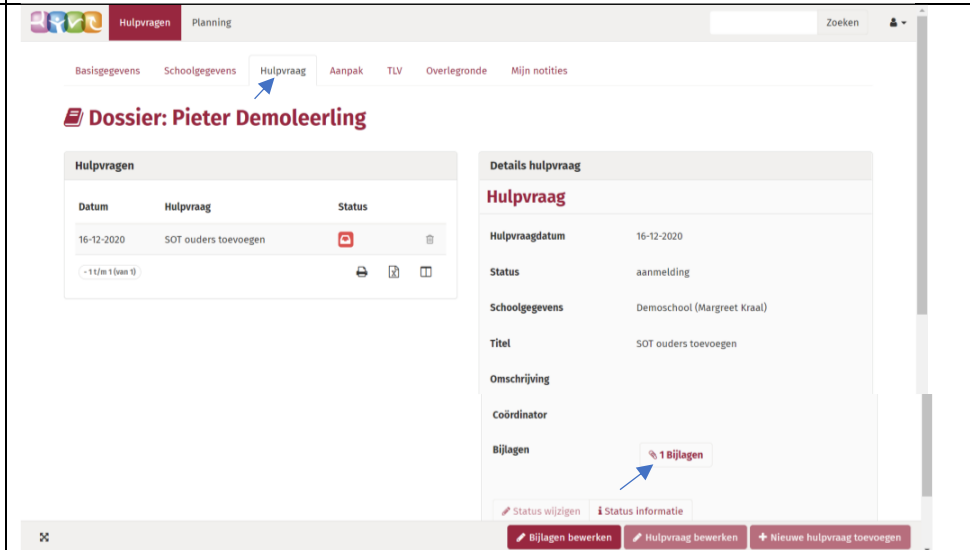 Hulpvragen Planning Zoeken
Basisgegevens Schoolgegevens Hulpvraag Aanpak TLV Overlegronde Mijn notities
Dossier: Pieter Demoleerling
Hulpvragen
Datum Hulpvraag Status
16-12-2020 SOT ouders toevoegen
- 1 t/m 1 (van 1)
Details hulpvraag
Hulpvraag
Hulpvraagdatum 16-12-2020
Status aanmelding
Schoolgegevens Demoschool (Margreet Kraal)
Titel SOT ouders toevoegen
Omschrijving
Coördinator
Bijlagen 1 Bijlagen
Status wijzigen Status informatie
Bijlagen bewerken Hulpvraag bewerken + Nieuwe hulpvraag toevoegen